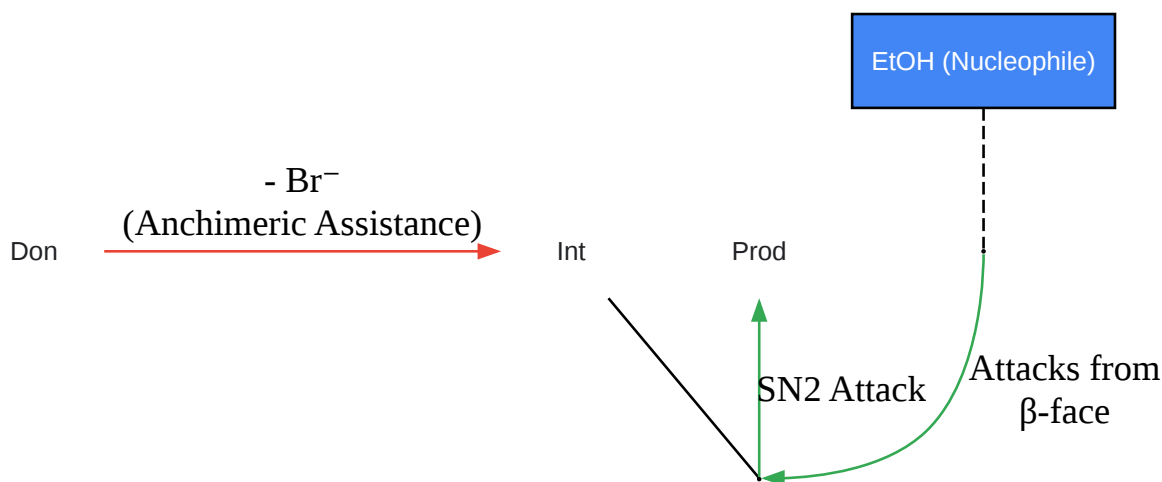 EtOH (Nucleophile)
- Br⁻
(Anchimeric Assistance)
Don
Int
Prod
SN2 Attack
Attacks from
β-face